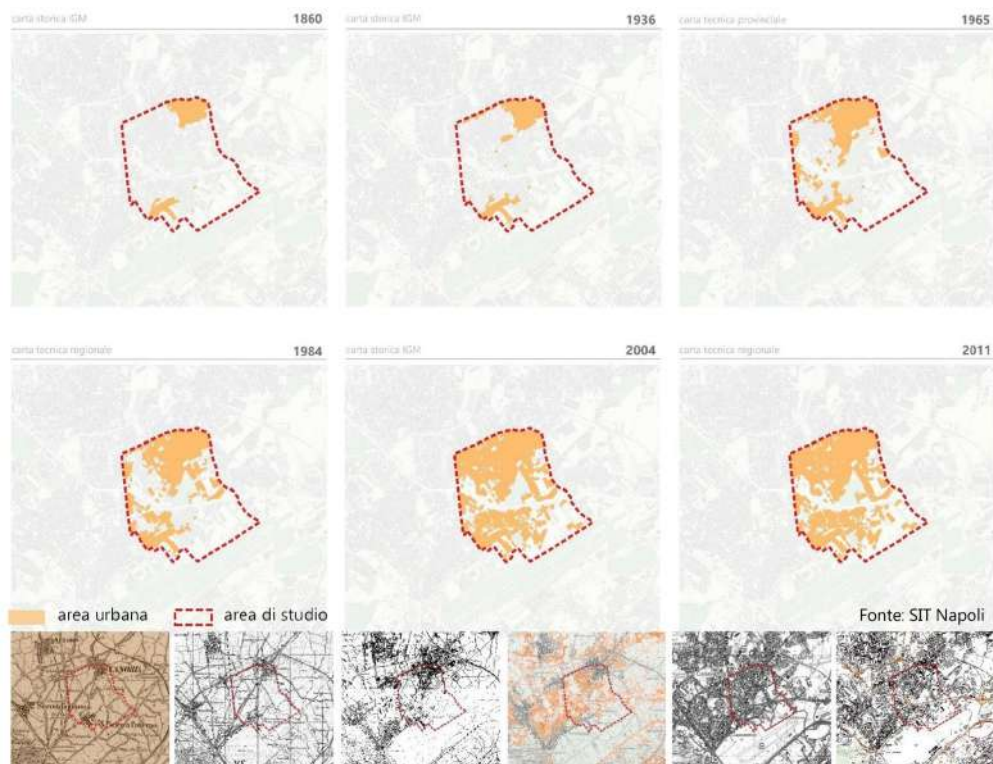 carta storica IGM 1860
carta storica IGM 1936
carta tecnica provinciale 1965
carta tecnica regionale 1984
carta storica IGM 2004
carta tecnica regionale 2011
area urbana
area di studio
Fonte: SIT Napoli